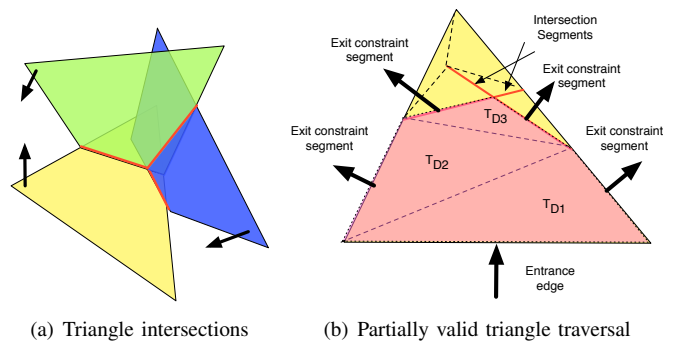 Intersection
Segments
Exit constraint
segment
Exit constraint
segment
T_D3
Exit constraint
segment
Exit constraint
segment
T_D2
T_D1
Entrance
edge
(a) Triangle intersections
(b) Partially valid triangle traversal